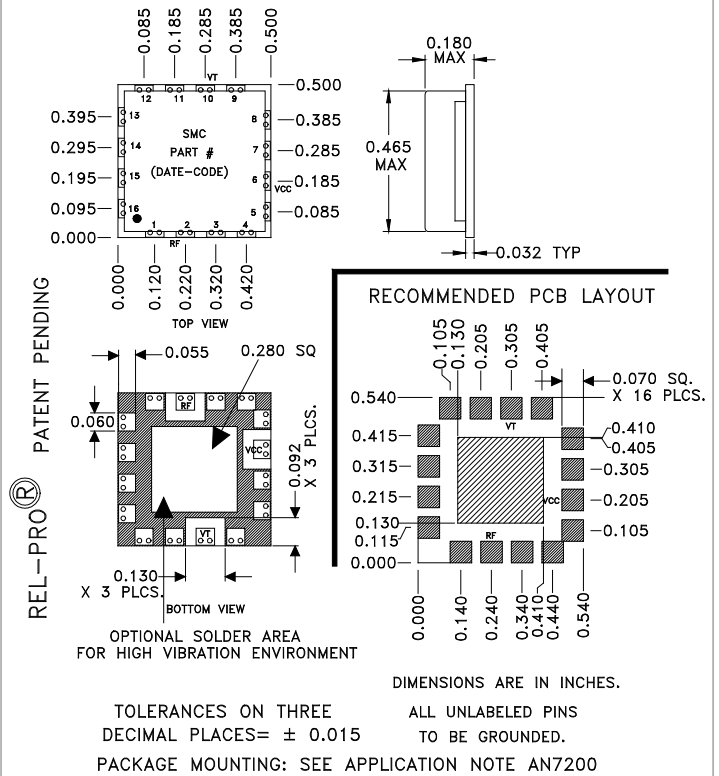 0.085
0.185
0.285
0.385
0.500
VT
12 11 10 9
0.500
0.395
0.295
0.195
0.095
0.000
13
14
15
16
SMC
PART #
(DATE-CODE)
8
7
6
5
VCC
0.385
0.285
0.185
0.085
1 2 3 4
RF
0.000
0.120
0.220
0.320
0.420
TOP VIEW
0.180
MAX
0.465
MAX
0.032 TYP
REL-PRO® PATENT PENDING
0.055
0.280 SQ
0.060
RF
VCC
VT
0.092
X 3 PLCS.
0.130
X 3 PLCS.
BOTTOM VIEW
OPTIONAL SOLDER AREA
FOR HIGH VIBRATION ENVIRONMENT
RECOMMENDED PCB LAYOUT
0.105
0.130
0.205
0.305
0.405
0.070 SQ.
X 16 PLCS.
0.540
0.415
0.315
0.215
0.130
0.115
0.000
VT
VCC
RF
0.410
0.405
0.305
0.205
0.105
0.000
0.140
0.240
0.340
0.410
0.440
0.540
DIMENSIONS ARE IN INCHES.
TOLERANCES ON THREE
DECIMAL PLACES= ± 0.015
ALL UNLABELED PINS
TO BE GROUNDED.
PACKAGE MOUNTING: SEE APPLICATION NOTE AN7200